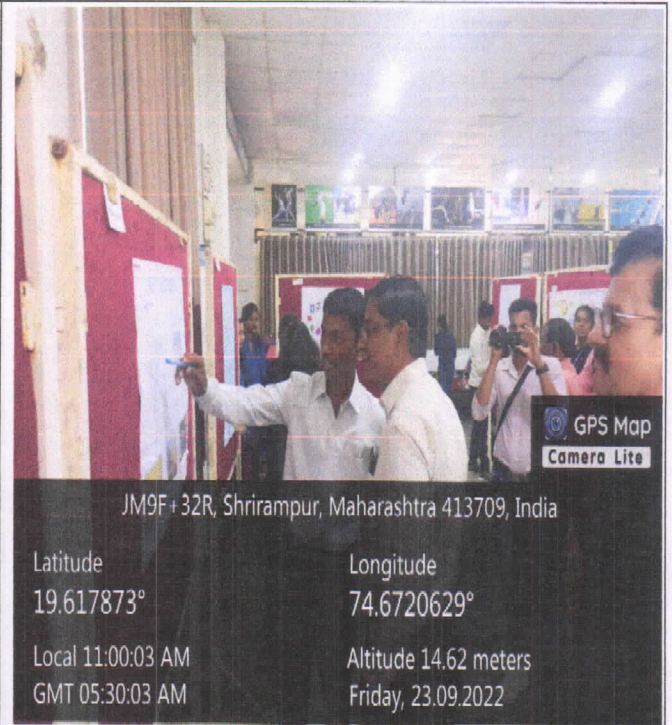 GPS Map
Camera Lite
JM9F+32R, Shrirampur, Maharashtra 413709, India
Latitude
19.617873°
Longitude
74.6720629°
Local 11:00:03 AM
GMT 05:30:03 AM
Altitude 14.62 meters
Friday, 23.09.2022